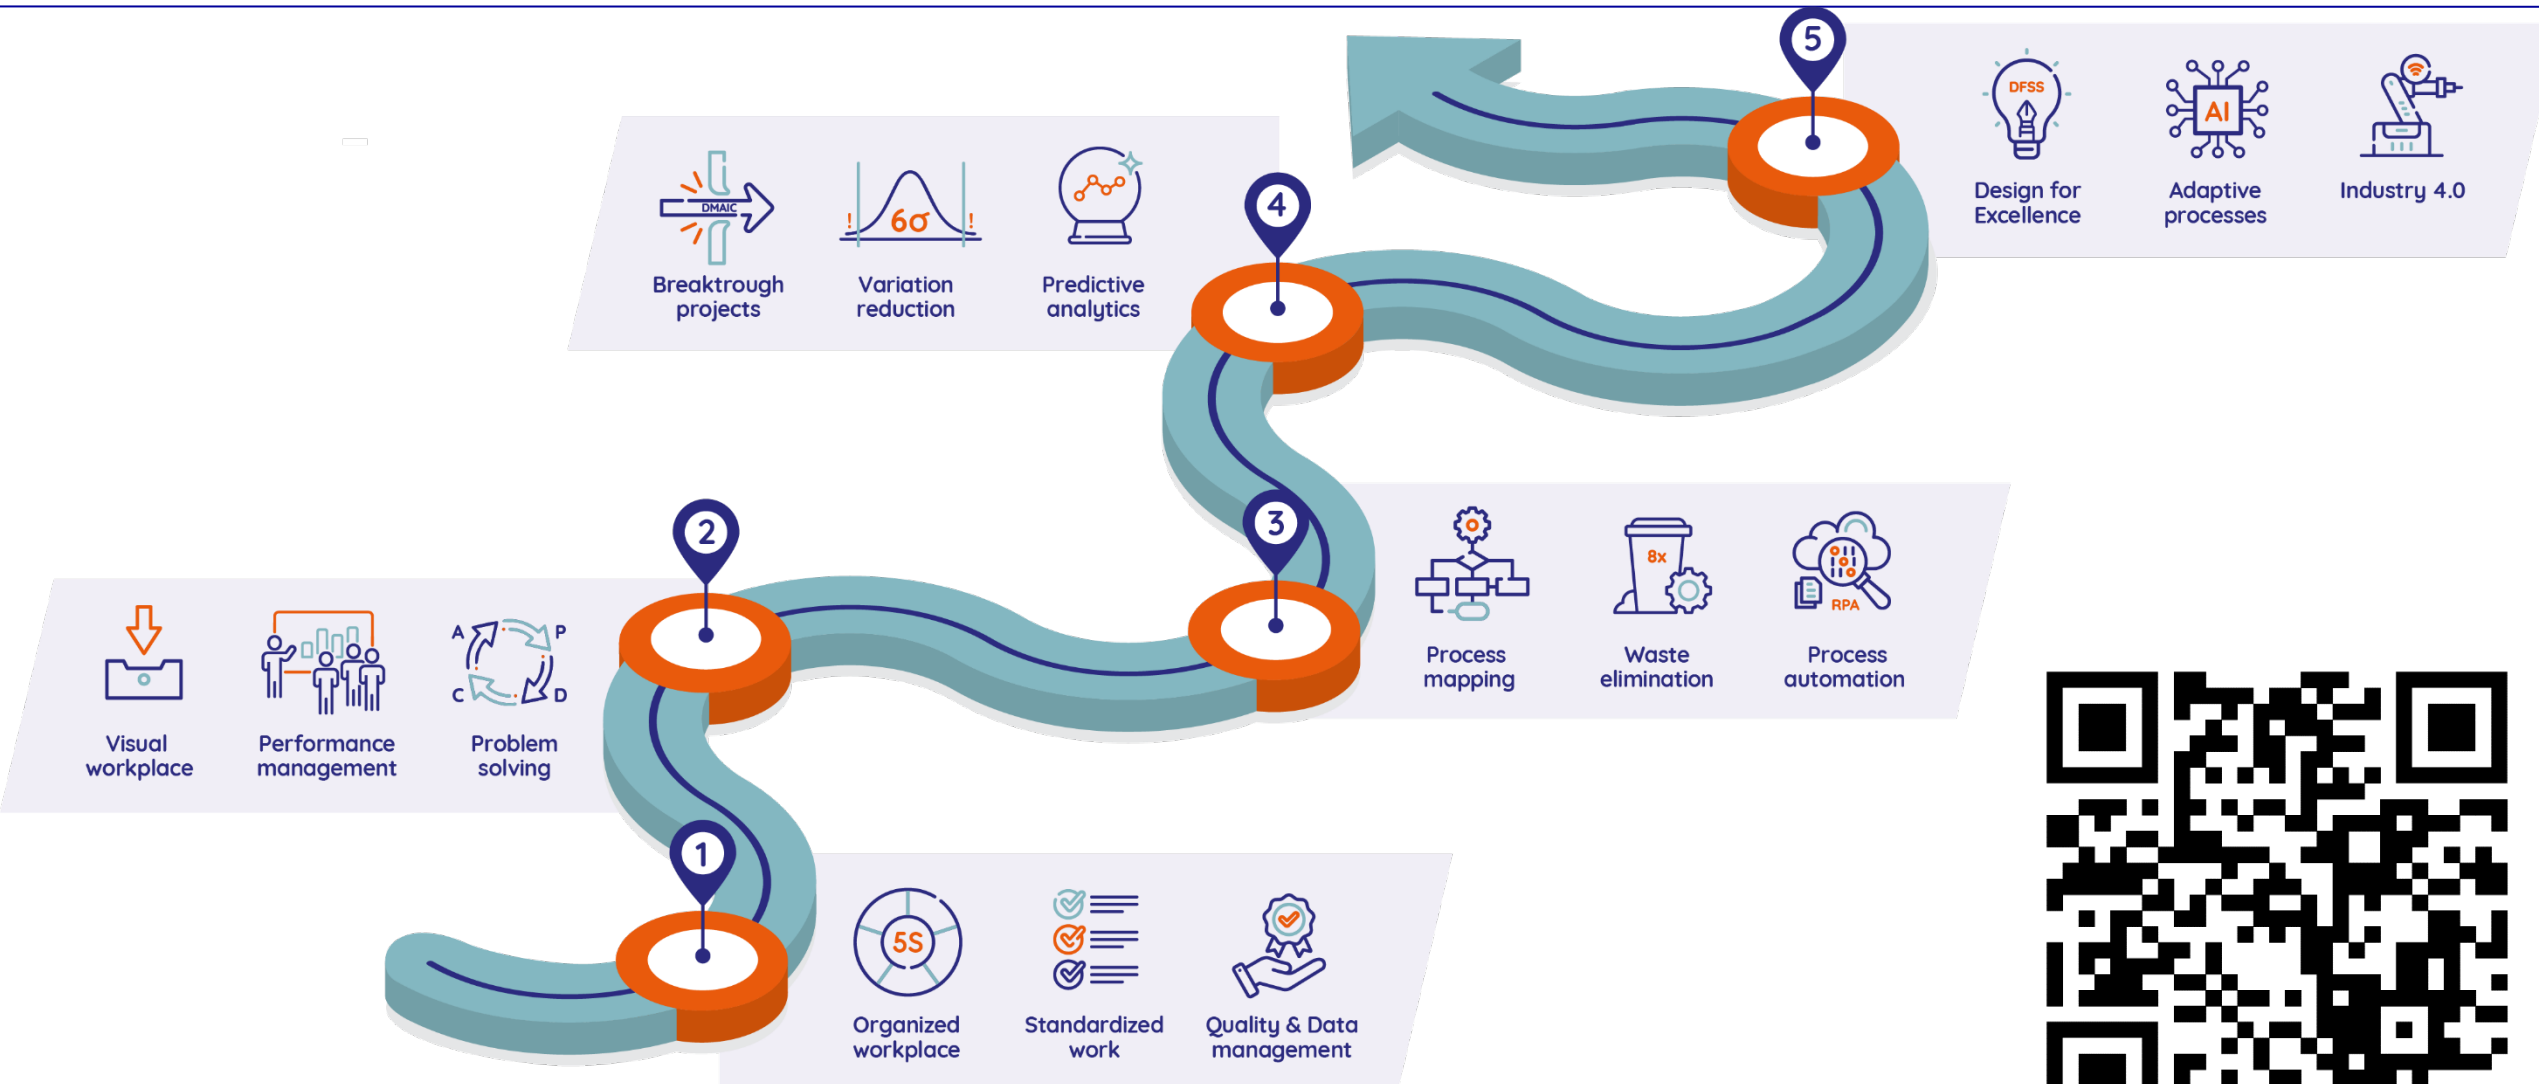 5
DFSS
AI
Design for
Excellence
Adaptive
processes
Industry 4.0
4
DMAIC
! 6σ !
Breaktrough
projects
Variation
reduction
Predictive
analytics
3
8x
RPA
Process
mapping
Waste
elimination
Process
automation
2
A P
C D
Visual
workplace
Performance
management
Problem
solving
1
5S
Organized
workplace
Standardized
work
Quality & Data
management